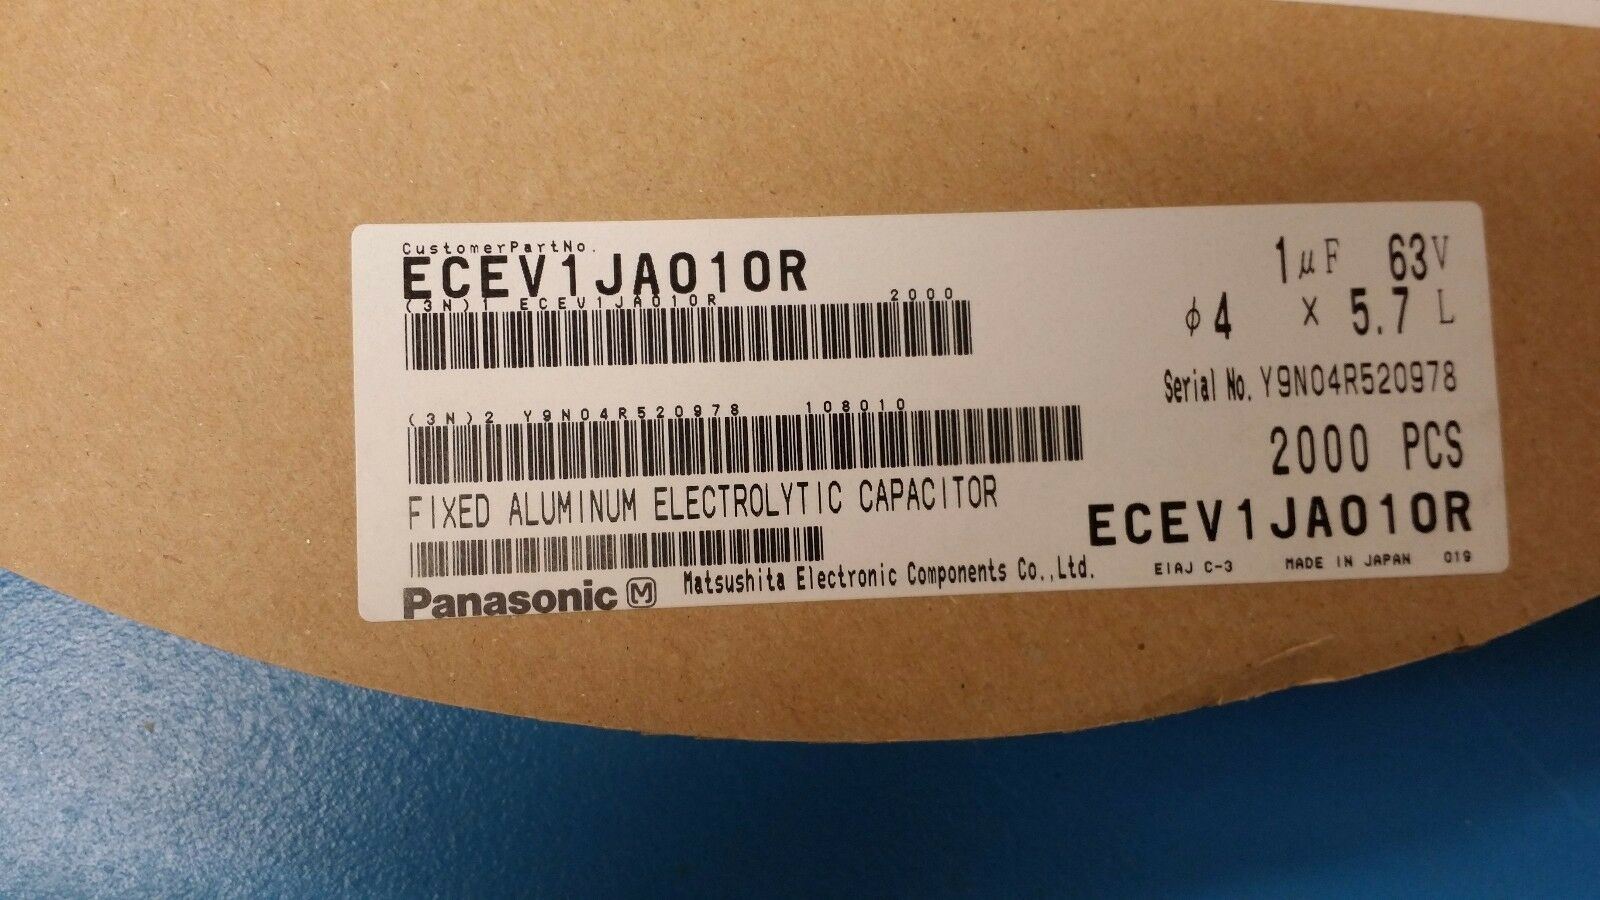 CustomerPartNo.
ECEV1JA010R
(3N)1 ECEV1JA010R 2000
(3N)2 Y9N04R520978 108010
FIXED ALUMINUM ELECTROLYTIC CAPACITOR
Panasonic M Matsushita Electronic Components Co.,Ltd.
1μF 63V
φ4 × 5.7 L
Serial No. Y9N04R520978
2000 PCS
ECEV1JA010R
EIAJ C-3 MADE IN JAPAN 019